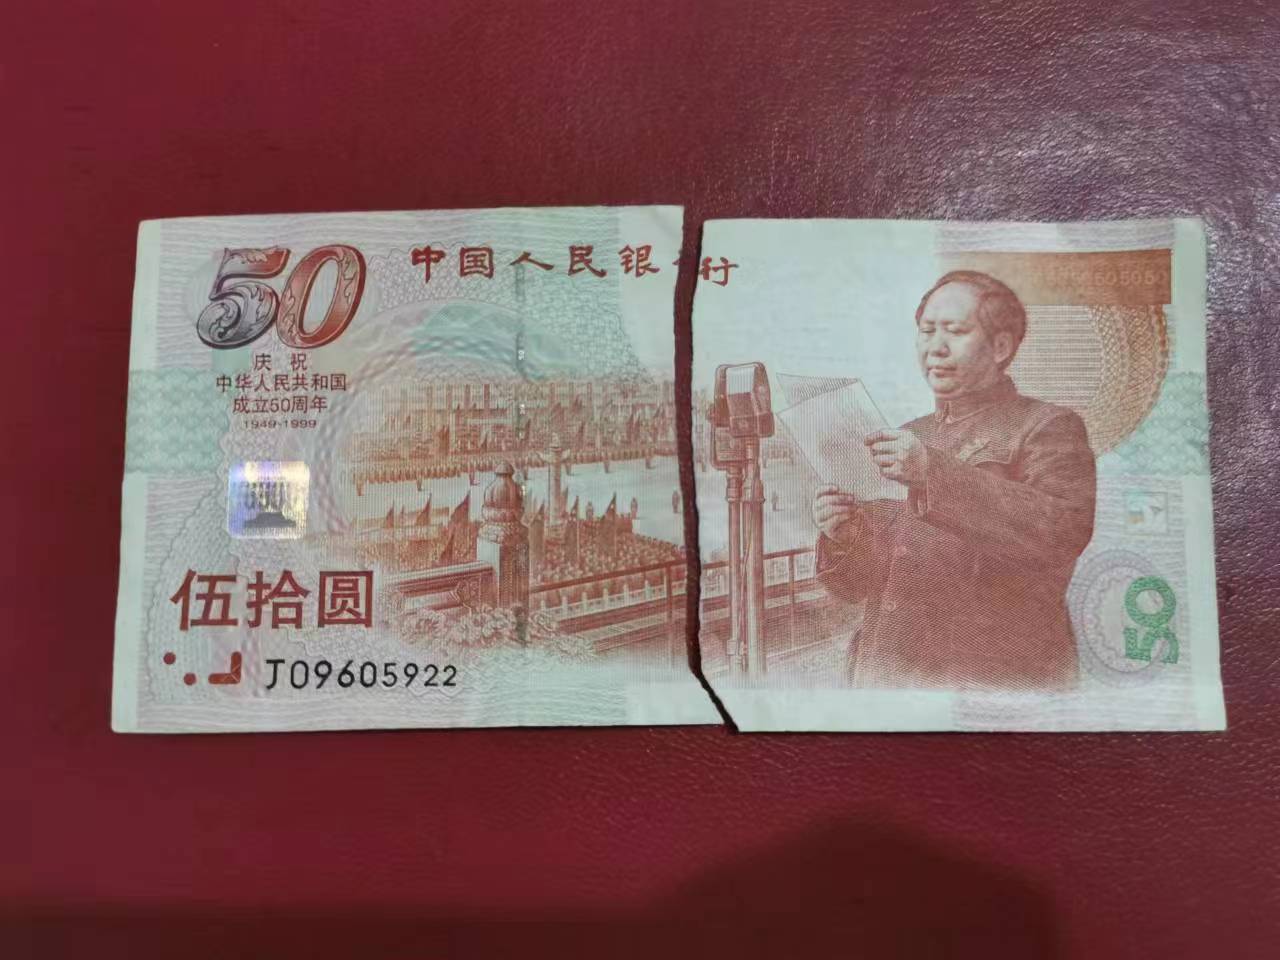 50
中国人民银行
庆祝
中华人民共和国
成立50周年
1949-1999
伍拾圆
J09605922
50